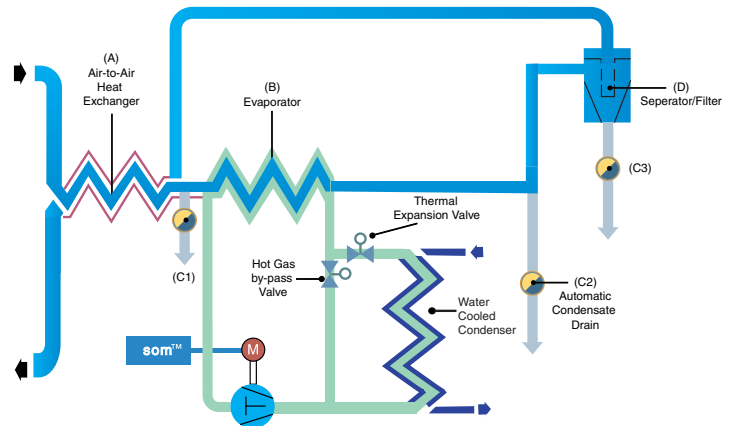 (A)
Air-to-Air
Heat
Exchanger
(B)
Evaporator
(D)
Seperator/Filter
(C3)
Thermal
Expansion Valve
(C1)
Hot Gas
by-pass
Valve
(C2)
Automatic
Condensate
Drain
Water
Cooled
Condenser
som™
M